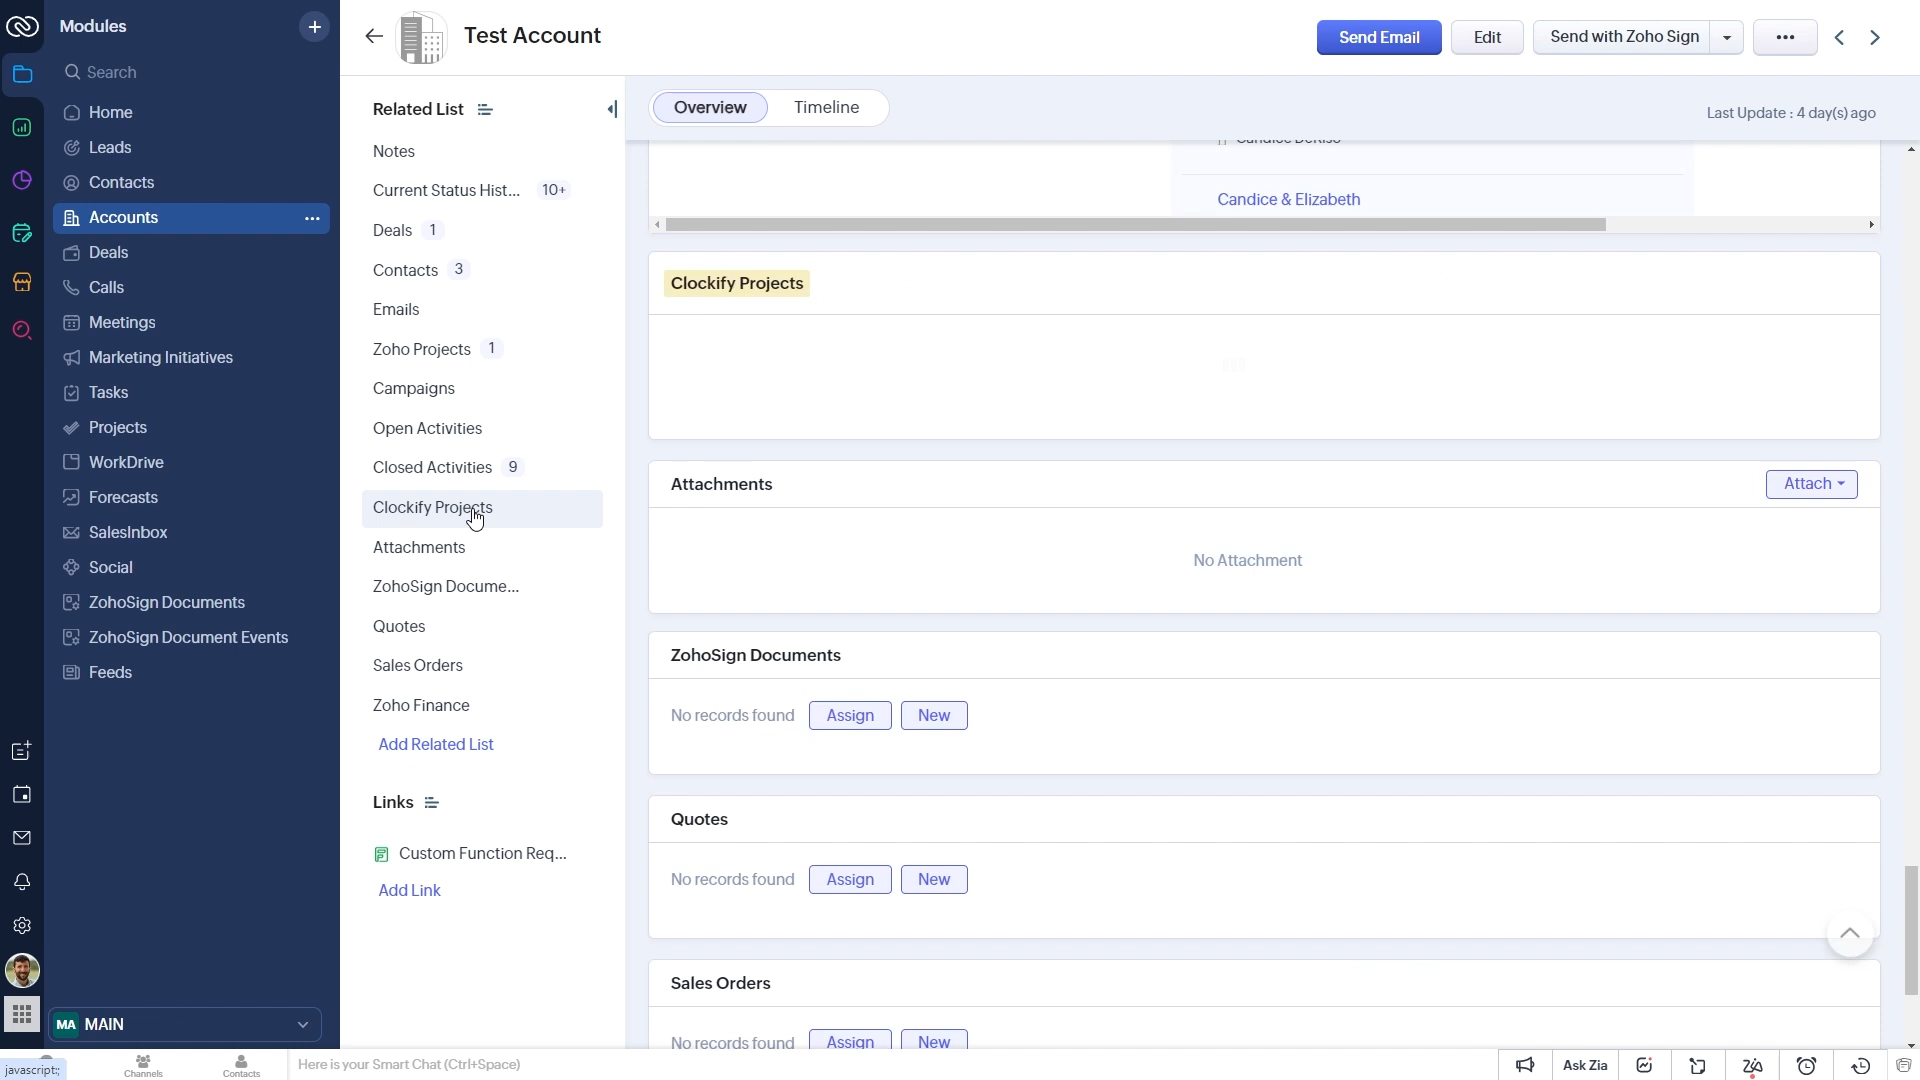 Modules
Search
Home
Leads
Contacts
Accounts
Deals
Calls
Meetings
Marketing Initiatives
Tasks
Projects
WorkDrive
Forecasts
SalesInbox
Social
ZohoSign Documents
ZohoSign Document Events
Feeds
MA MAIN
Test Account
Send Email
Edit
Send with Zoho Sign
Related List
Notes
Current Status Hist... 10+
Deals 1
Contacts 3
Emails
Zoho Projects 1
Campaigns
Open Activities
Closed Activities 9
Clockify Projects
Attachments
ZohoSign Docume...
Quotes
Sales Orders
Zoho Finance
Add Related List
Links
Custom Function Req...
Add Link
Overview
Timeline
Last Update : 4 day(s) ago
Candice & Elizabeth
Clockify Projects
Attachments
Attach
No Attachment
ZohoSign Documents
No records found Assign New
Quotes
No records found Assign New
Sales Orders
No records found Assign New
javascript:;
Channels
Contacts
Here is your Smart Chat (Ctrl+Space)
Ask Zia